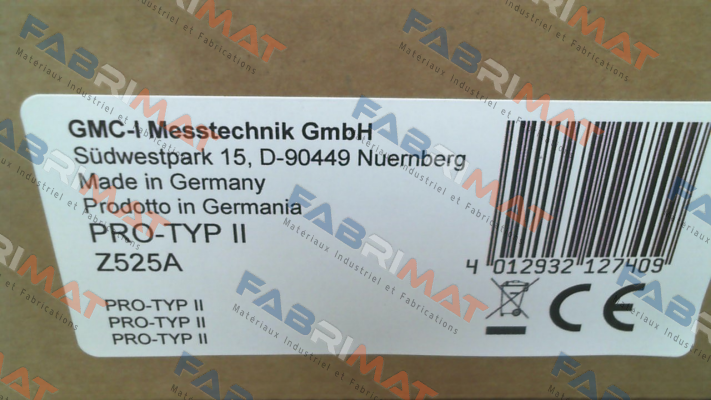 GMC-I Messtechnik GmbH
Südwestpark 15, D-90449 Nuernberg
Made in Germany
Prodotto in Germania
PRO-TYP II
Z525A
PRO-TYP II
PRO-TYP II
PRO-TYP II
4 012932 127409
CE
FABRIMAT
Matériaux Industriel et Fabrications